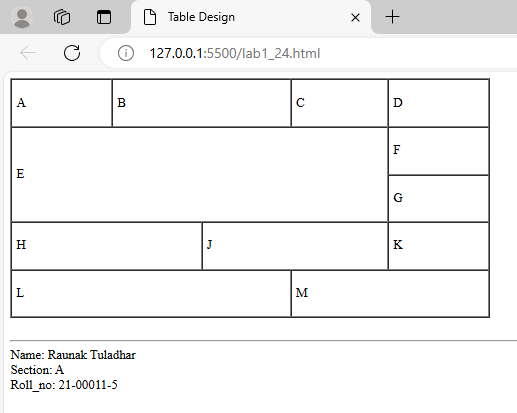 Table Design
127.0.0.1:5500/lab1_24.html
A B C D
E F
G
H J K
L M
Name: Raunak Tuladhar
Section: A
Roll_no: 21-00011-5